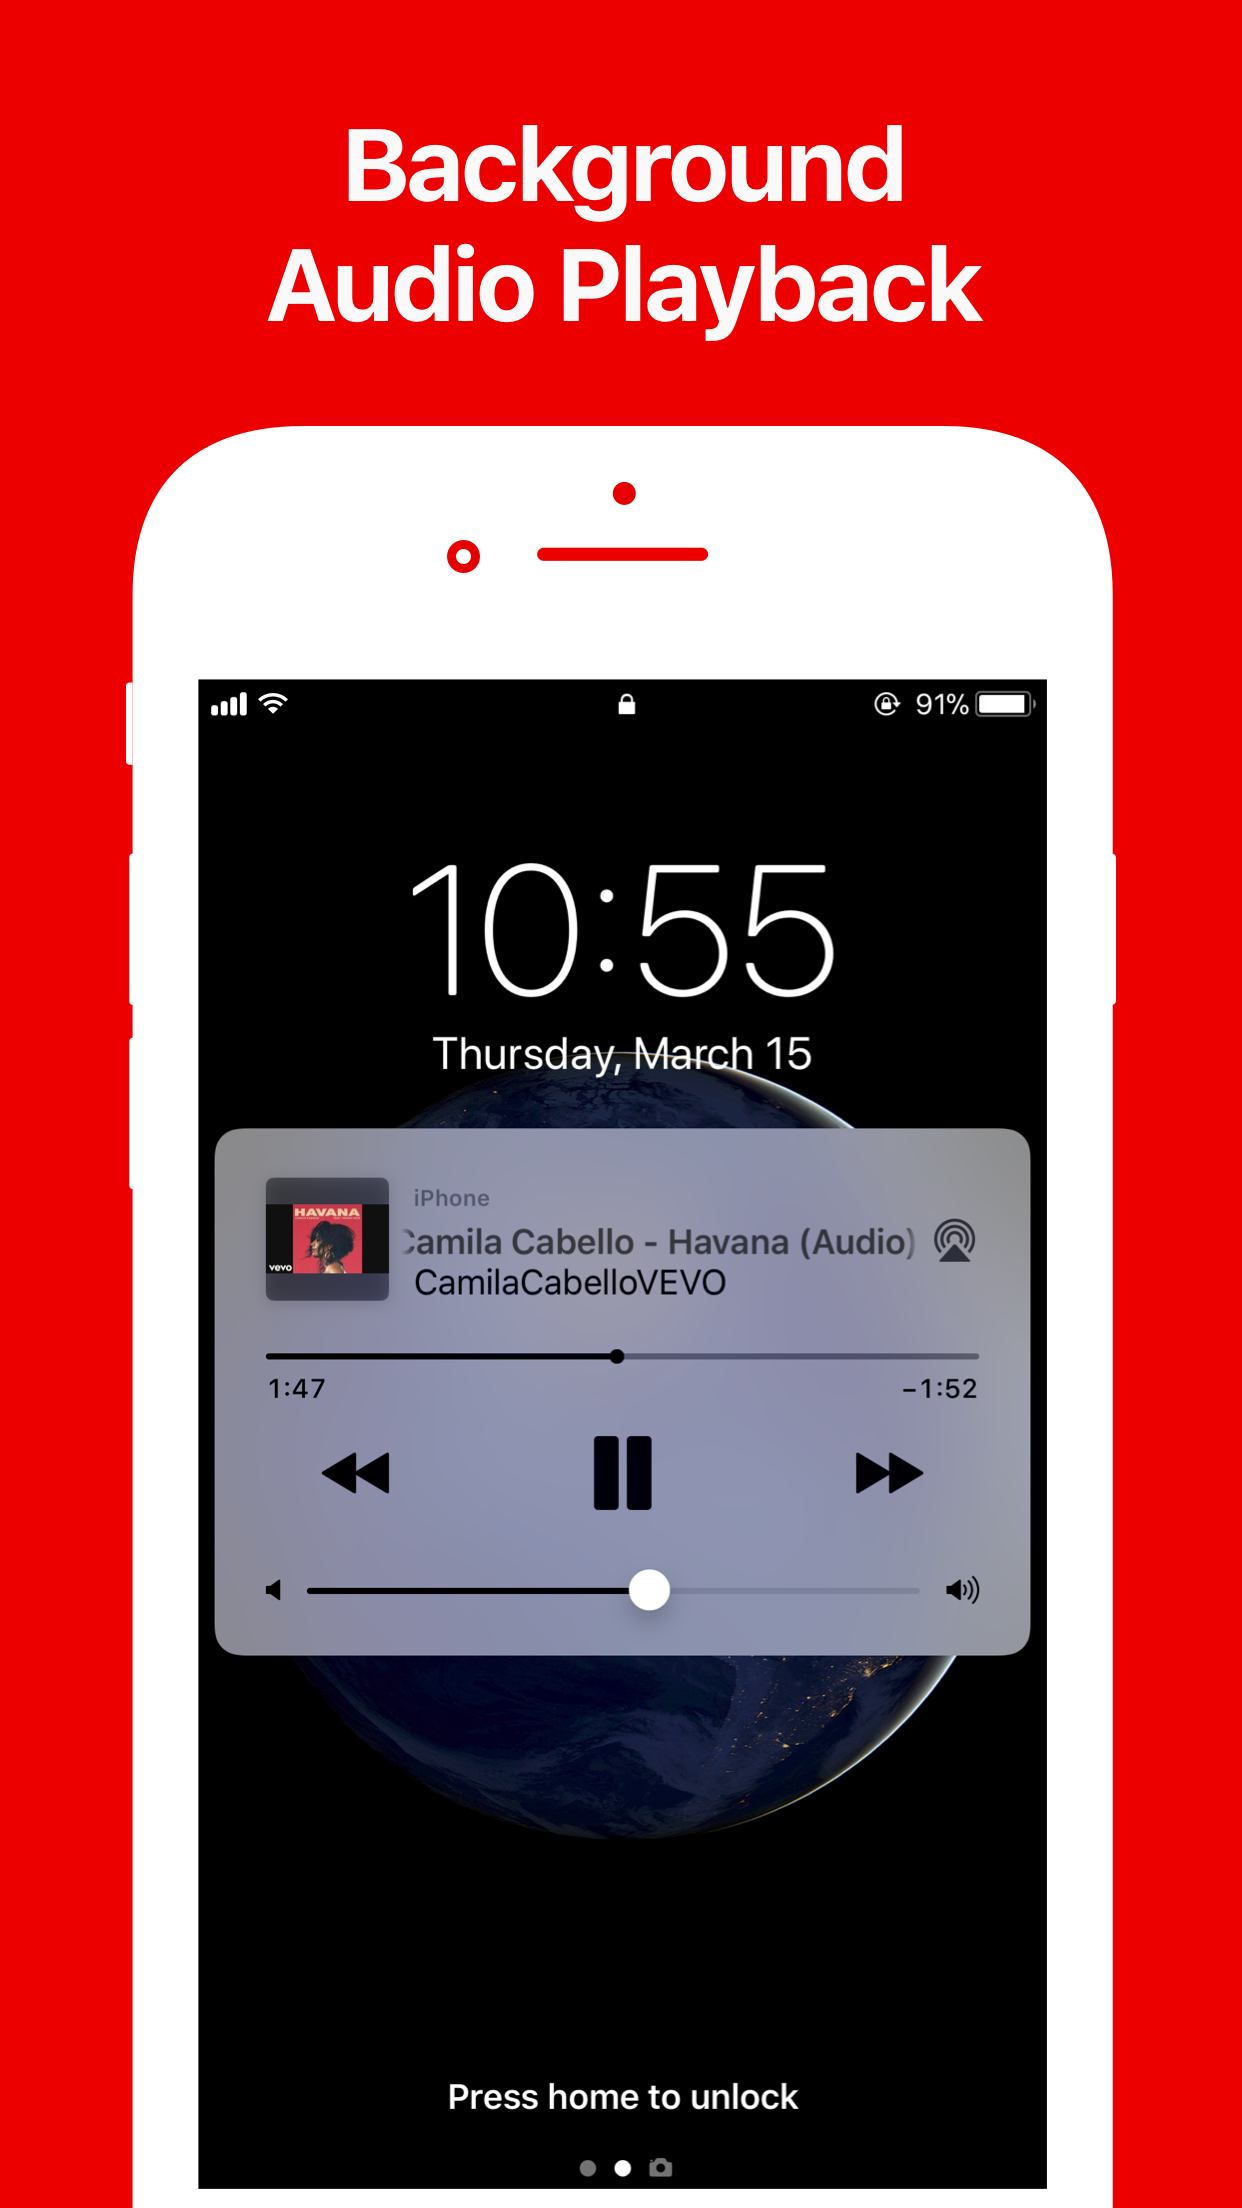 Background
Audio Playback
91%
10:55
Thursday, March 15
HAVANA
vevo
iPhone
Camila Cabello - Havana (Audio)
CamilaCabelloVEVO
1:47
–1:52
Press home to unlock